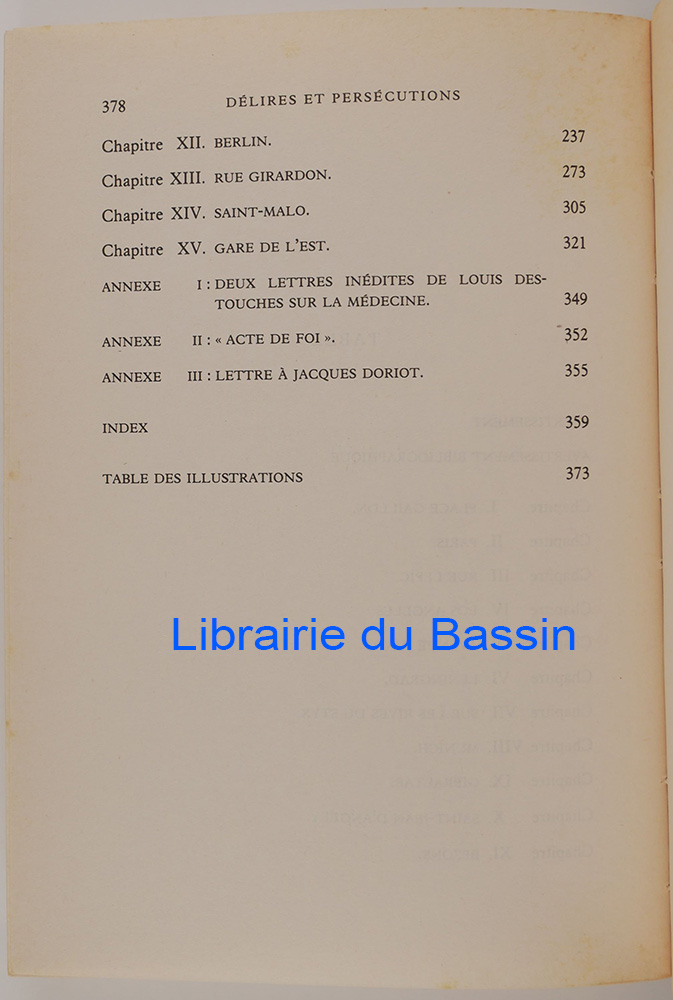 378 DÉLIRES ET PERSÉCUTIONS
Chapitre XII. BERLIN. 237
Chapitre XIII. RUE GIRARDON. 273
Chapitre XIV. SAINT-MALO. 305
Chapitre XV. GARE DE L'EST. 321
ANNEXE I : DEUX LETTRES INÉDITES DE LOUIS DES-
TOUCHES SUR LA MÉDECINE. 349
ANNEXE II : « ACTE DE FOI ». 352
ANNEXE III : LETTRE À JACQUES DORIOT. 355
INDEX 359
TABLE DES ILLUSTRATIONS 373
Librairie du Bassin